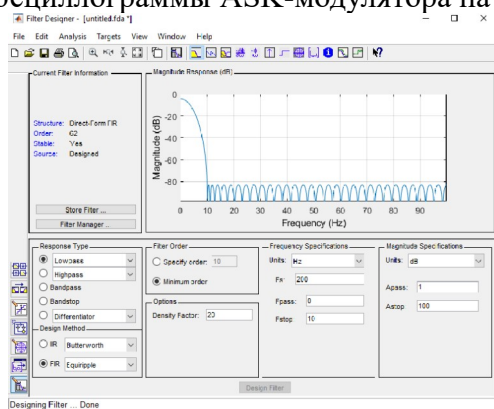 осциллограммы ASK-модулятора на
Filter Designer - [untitled.fda *]
File Edit Analysis Targets View Window Help
Current Filter Information
Structure: Direct-Form FIR
Order: 62
Stable: Yes
Source: Designed
Store Filter ...
Filter Manager ...
Magnitude Response (dB)
Magnitude (dB)
0
-20
-40
-60
-80
0 10 20 30 40 50 60 70 80 90
Frequency (Hz)
Response Type
Lowpass
Highpass
Bandpass
Bandstop
Differentiator
Design Method
IIR Butterworth
FIR Equiripple
Filter Order
Specify order: 10
Minimum order
Options
Density Factor: 20
Frequency Specifications
Units: Hz
Fs: 200
Fpass: 0
Fstop 10
Magnitude Specifications
Units: dB
Apass: 1
Astop 100
Design Filter
Designing Filter ... Done